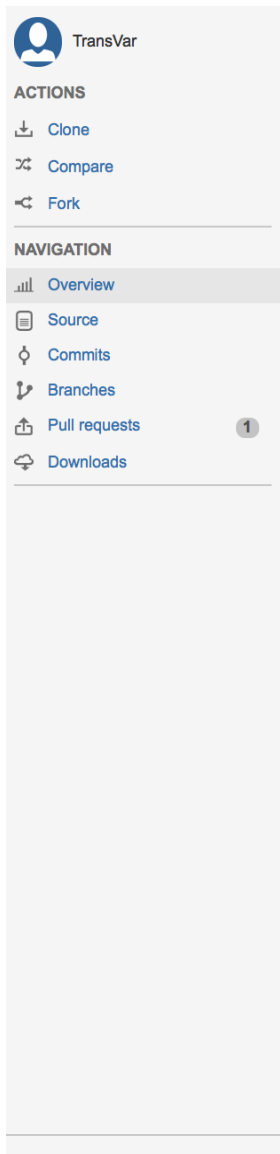 TransVar
ACTIONS
Clone
Compare
Fork
NAVIGATION
Overview
Source
Commits
Branches
Pull requests 1
Downloads